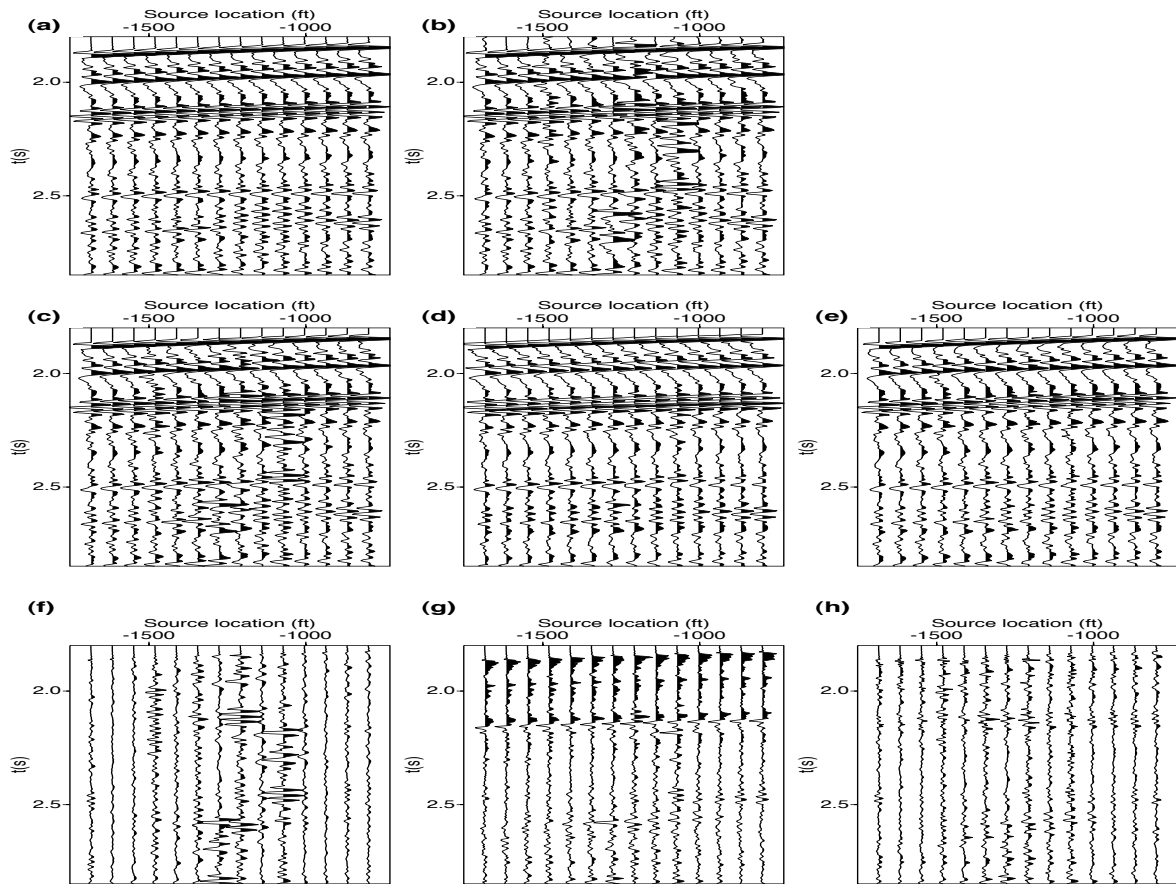 (a) Source location (ft)
-1500 -1000
2.0
t(s)
2.5
(b) Source location (ft)
-1500 -1000
2.0
t(s)
2.5
(c) Source location (ft)
-1500 -1000
2.0
t(s)
2.5
(d) Source location (ft)
-1500 -1000
2.0
t(s)
2.5
(e) Source location (ft)
-1500 -1000
2.0
t(s)
2.5
(f) Source location (ft)
-1500 -1000
2.0
t(s)
2.5
(g) Source location (ft)
-1500 -1000
2.0
t(s)
2.5
(h) Source location (ft)
-1500 -1000
2.0
t(s)
2.5